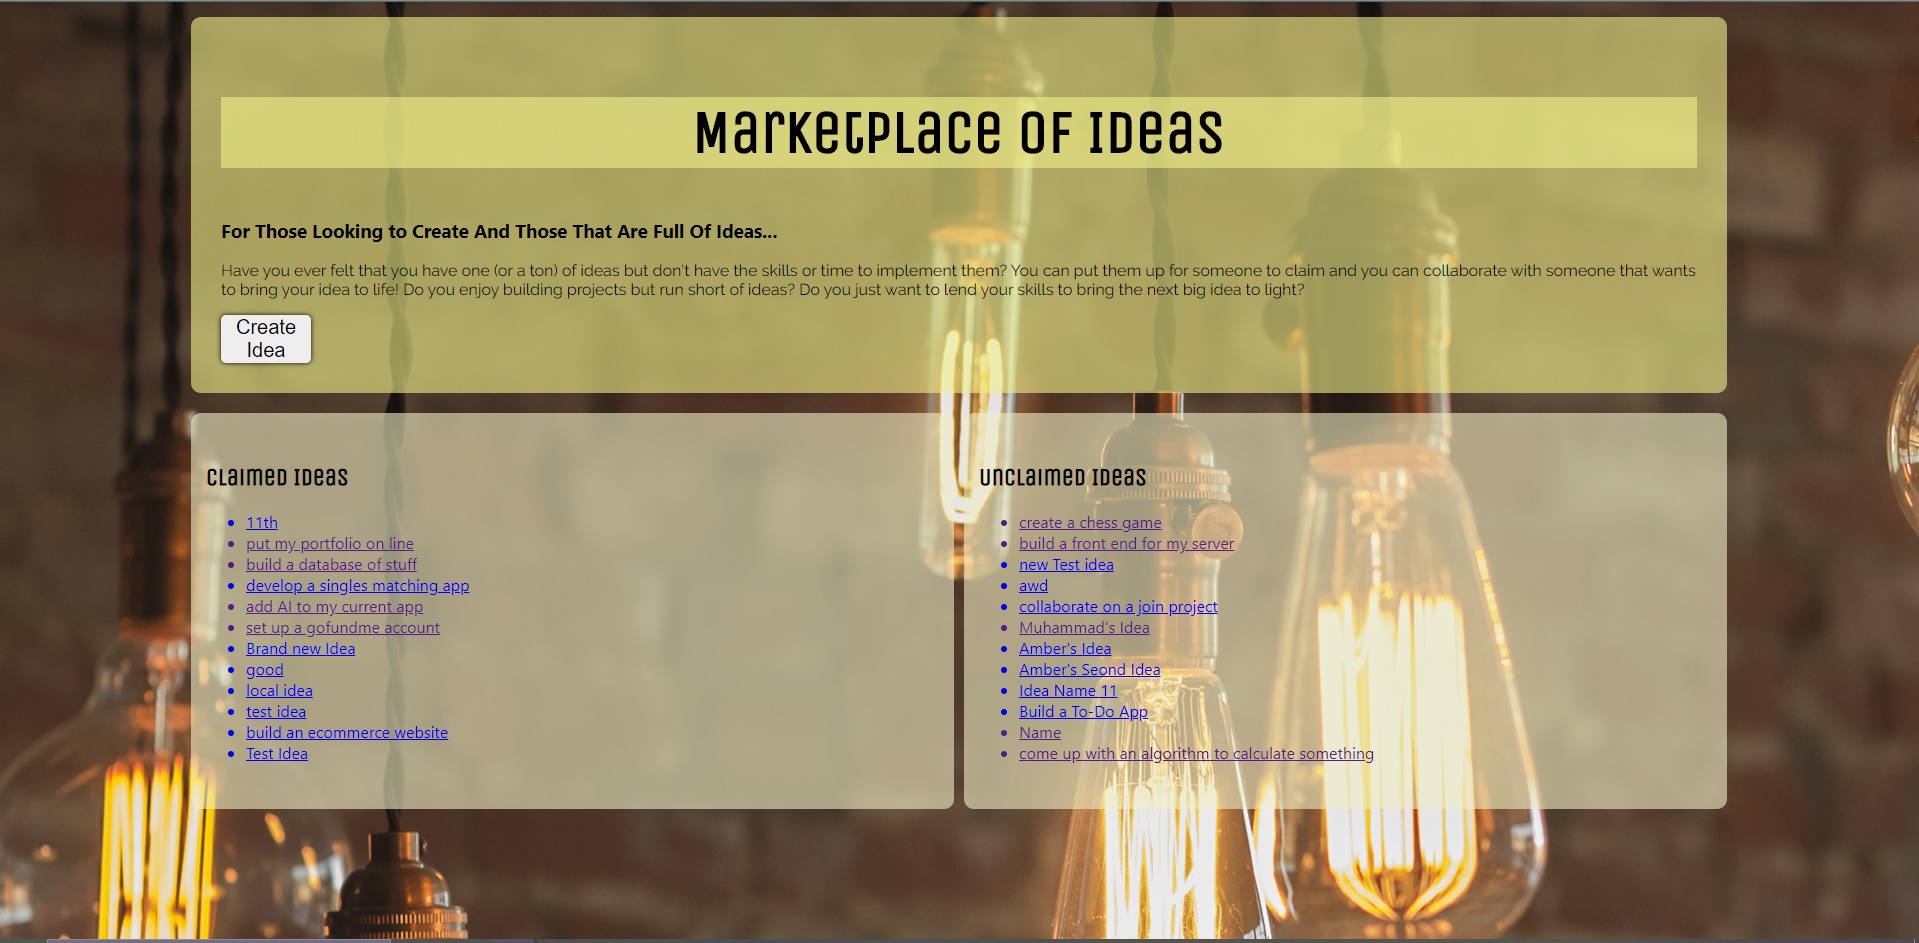 Marketplace of Ideas
For Those Looking to Create And Those That Are Full Of Ideas...
Have you ever felt that you have one (or a ton) of ideas but don't have the skills or time to implement them? You can put them up for someone to claim and you can collaborate with someone that wants
to bring your idea to life! Do you enjoy building projects but run short of ideas? Do you just want to lend your skills to bring the next big idea to light?
Create
Idea
Claimed Ideas
11th
put my portfolio on line
build a database of stuff
develop a singles matching app
add AI to my current app
set up a gofundme account
Brand new Idea
good
local idea
test idea
build an ecommerce website
Test Idea
Unclaimed Ideas
create a chess game
build a front end for my server
new Test idea
awd
collaborate on a join project
Muhammad's Idea
Amber's Idea
Amber's Seond Idea
Idea Name 11
Build a To-Do App
Name
come up with an algorithm to calculate something